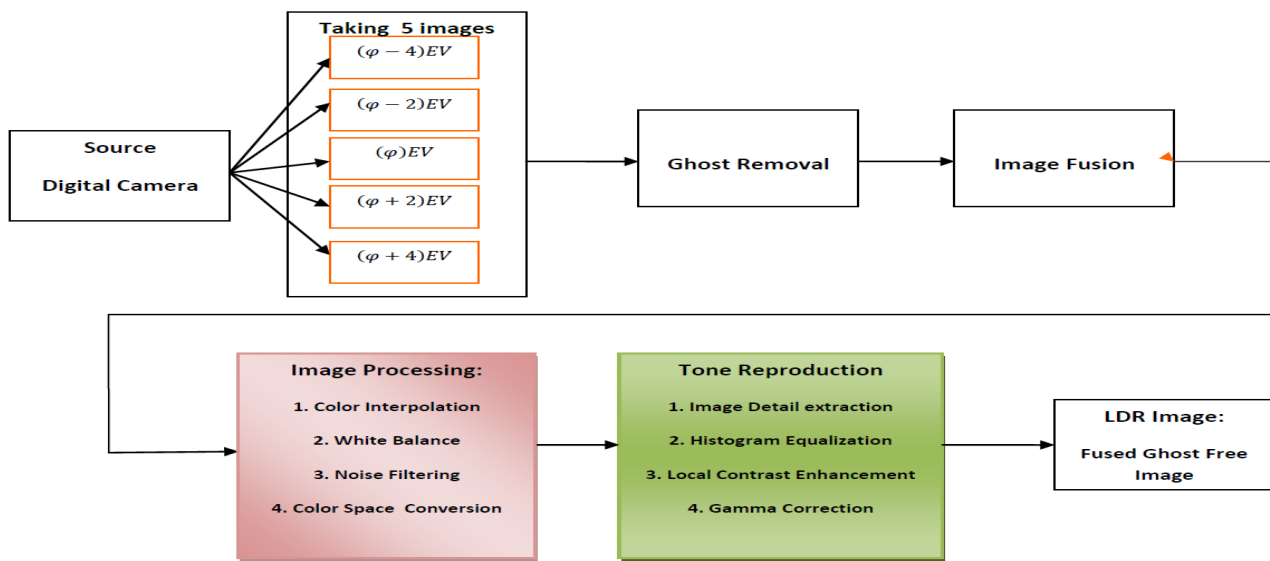 Source
Digital Camera
Taking 5 images
(φ − 4)EV
(φ − 2)EV
(φ)EV
(φ + 2)EV
(φ + 4)EV
Ghost Removal
Image Fusion
Image Processing:
1. Color Interpolation
2. White Balance
3. Noise Filtering
4. Color Space Conversion
Tone Reproduction
1. Image Detail extraction
2. Histogram Equalization
3. Local Contrast Enhancement
4. Gamma Correction
LDR Image:
Fused Ghost Free
Image